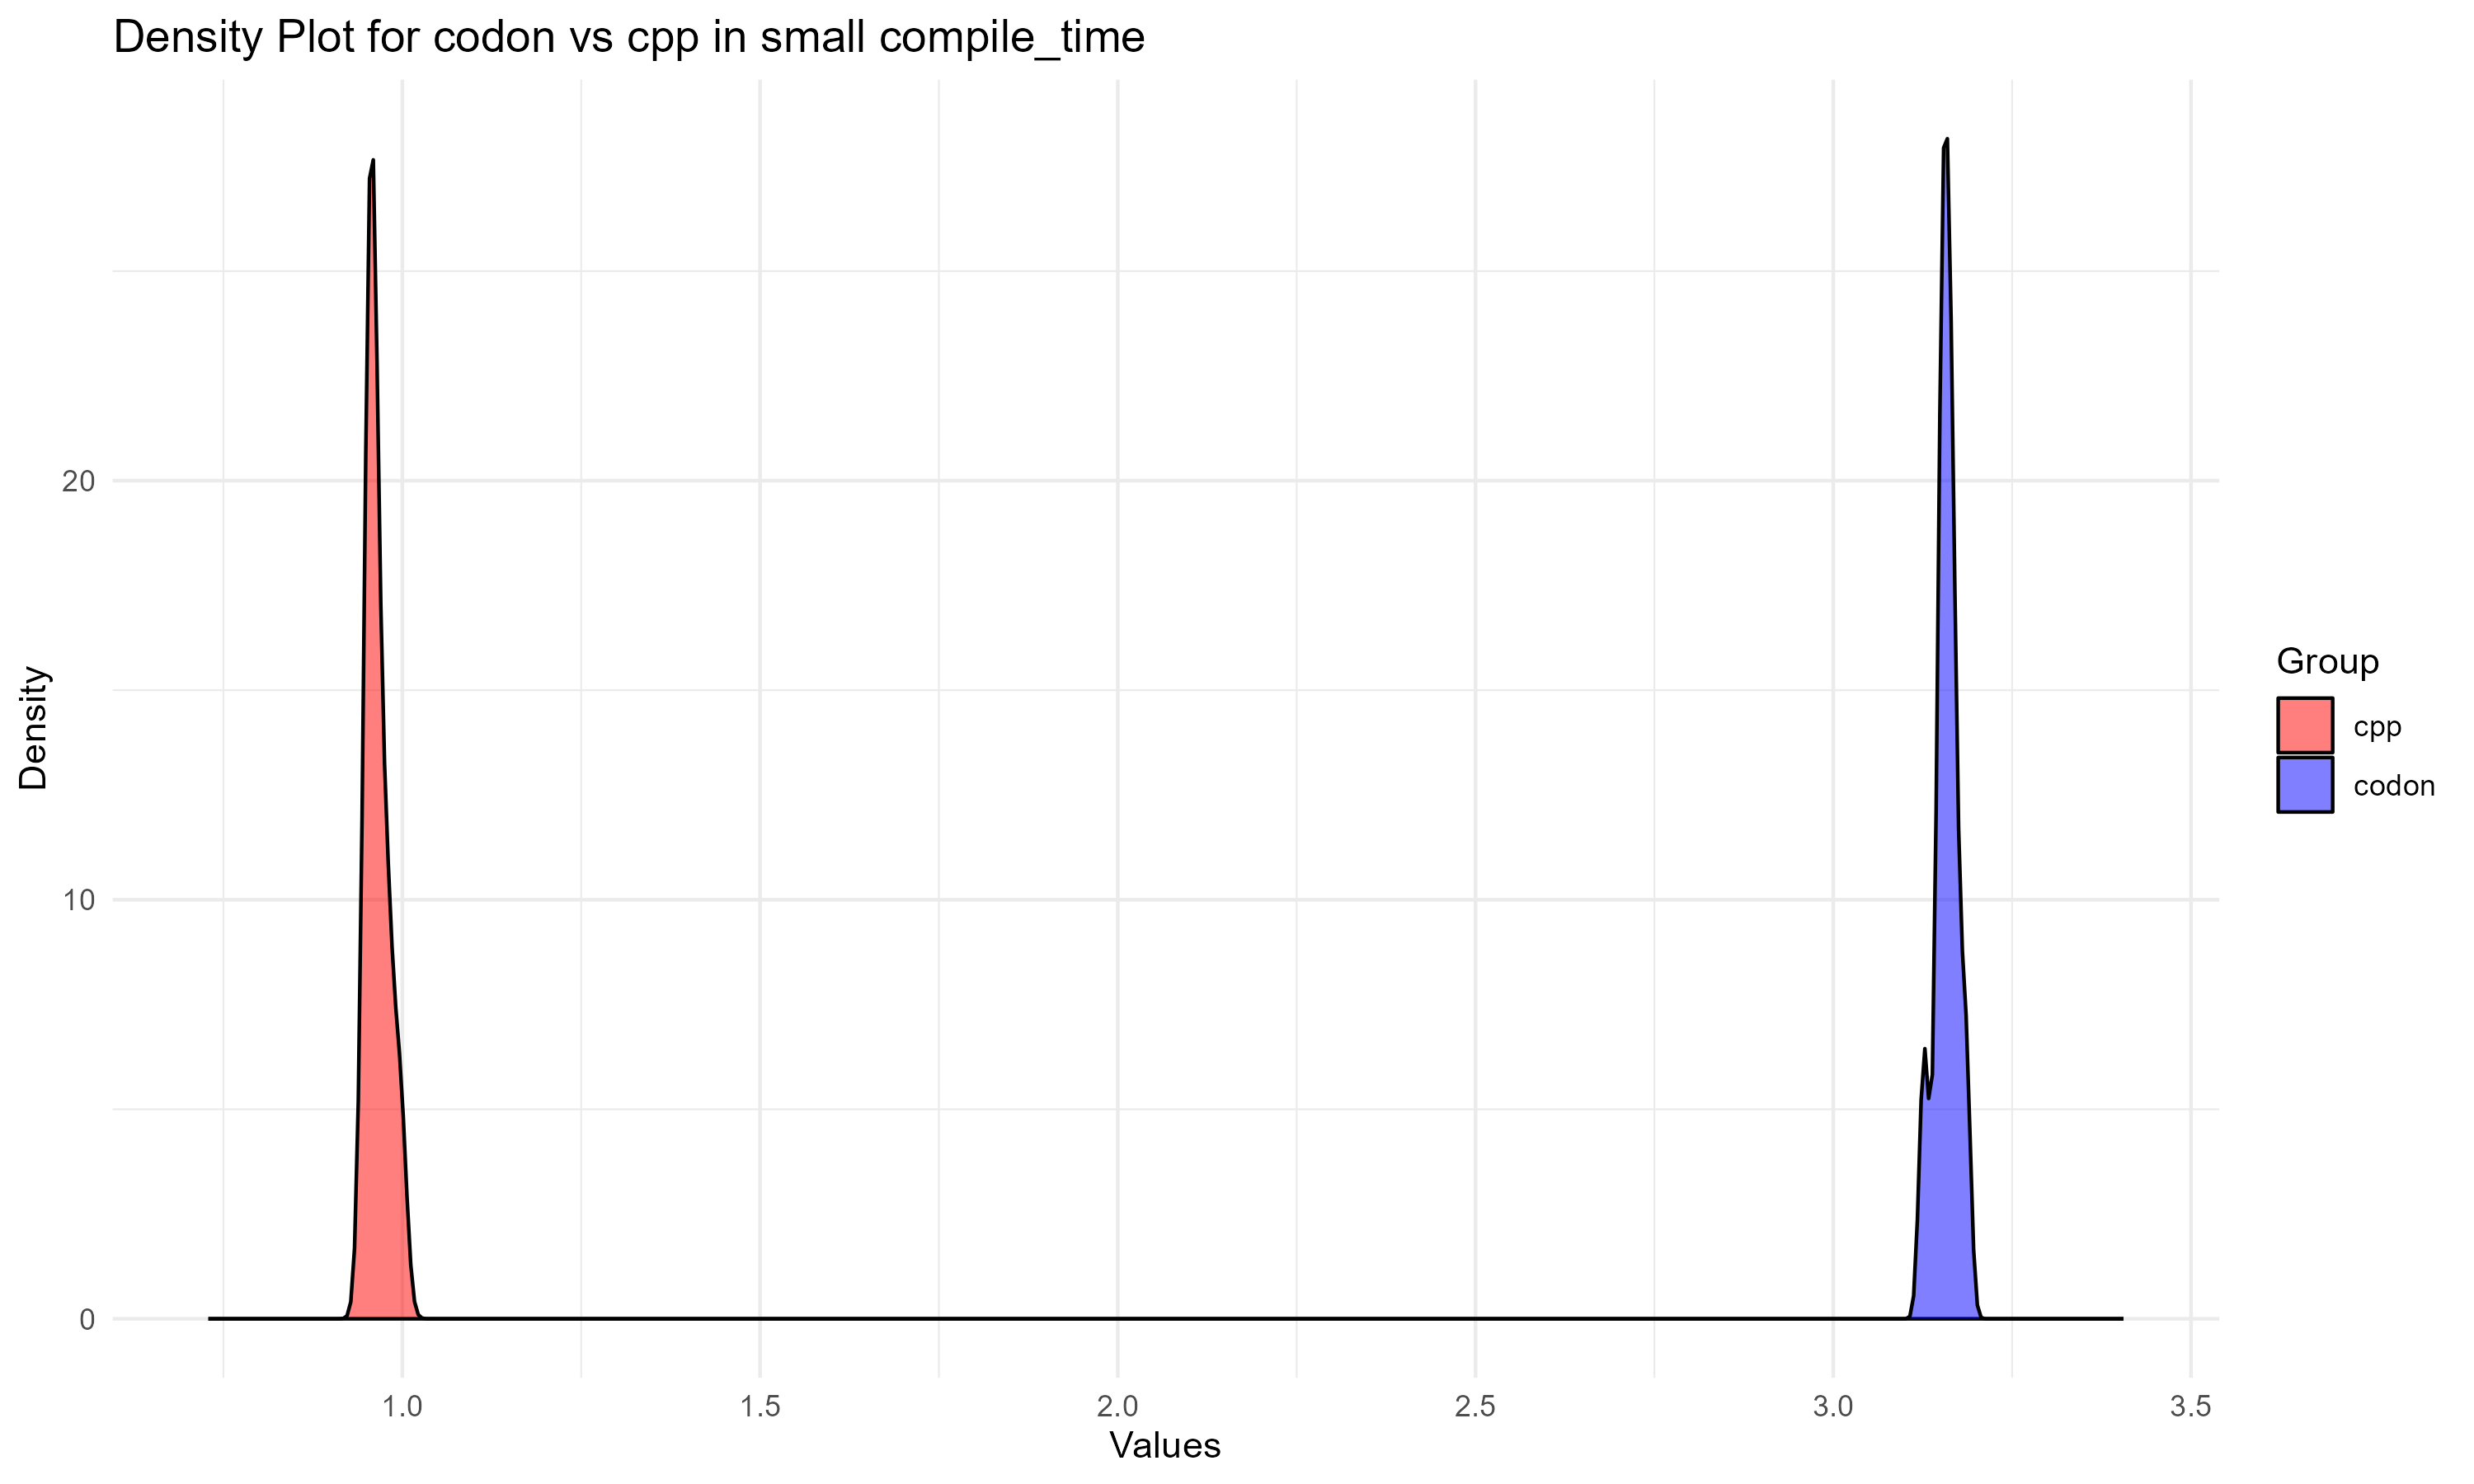 Density Plot for codon vs cpp in small compile_time
Density
20
10
0
1.0 1.5 2.0 2.5 3.0 3.5
Values
Group
cpp
codon